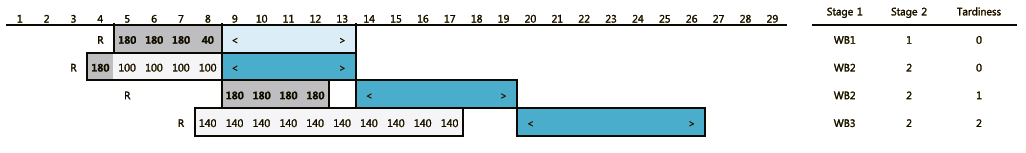 1 2 3 4 5 6 7 8 9 10 11 12 13 14 15 16 17 18 19 20 21 22 23 24 25 26 27 28 29 Stage 1 Stage 2 Tardiness
R 180 180 180 40 < > WB1 1 0
R 180 100 100 100 100 < > WB2 2 0
R 180 180 180 180 < > WB2 2 1
R 140 140 140 140 140 140 140 140 140 140 < > WB3 2 2